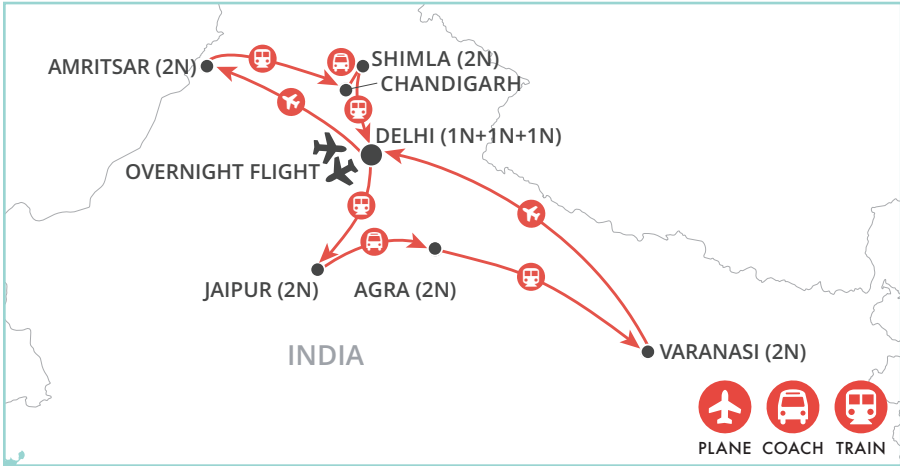 AMRITSAR (2N)
SHIMLA (2N)
CHANDIGARH
DELHI (1N+1N+1N)
OVERNIGHT FLIGHT
JAIPUR (2N)
AGRA (2N)
VARANASI (2N)
INDIA
PLANE
COACH
TRAIN